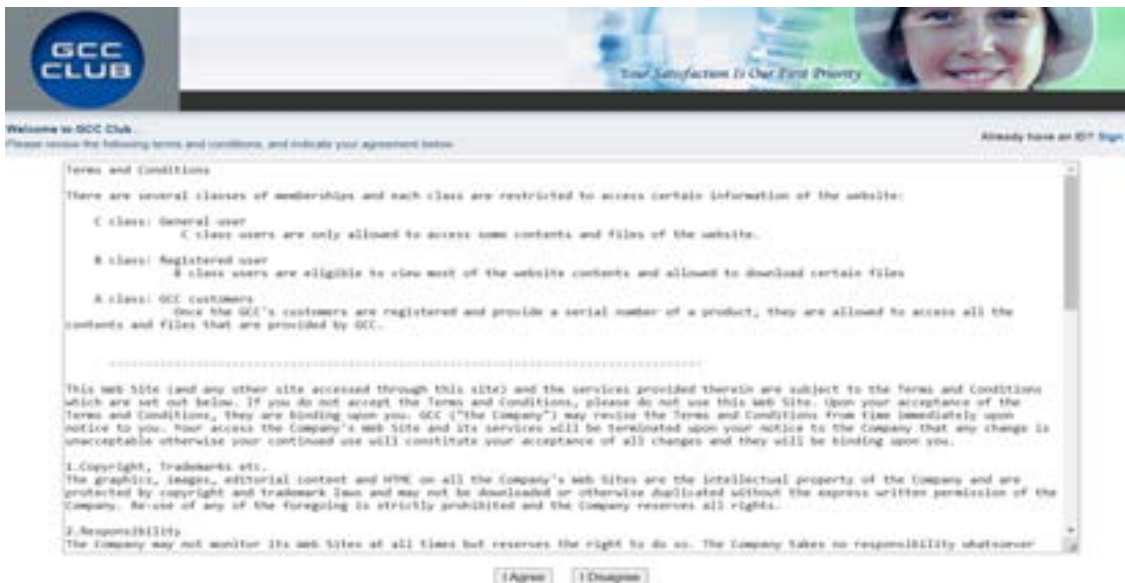 GCC
CLUB
Your Satisfaction Is Our First Priority
Welcome to GCC Club
Please review the following terms and conditions, and indicate your agreement below
Already have an ID? Sign
Terms and Conditions
There are several classes of memberships and each class are restricted to access certain information of the website:
C class: General user
C class users are only allowed to access some contents and files of the website.
B class: Registered user
B class users are eligible to view most of the website contents and allowed to download certain files
A class: GCC customers
Once the GCC's customers are registered and provide a serial number of a product, they are allowed to access all the
contents and files that are provided by GCC.
This Web Site (and any other site accessed through this site) and the services provided therein are subject to the Terms and Conditions
which are set out below. If you do not accept the Terms and Conditions, please do not use this Web Site. Upon your acceptance of the
Terms and Conditions, they are binding upon you. GCC ("the Company") may revise the Terms and Conditions from time immediately upon
notice to you. Your access the Company's Web Site and its services will be terminated upon your notice to the Company that any change is
unacceptable otherwise your continued use will constitute your acceptance of all changes and they will be binding upon you.
1.Copyright, Trademarks etc.
The graphics, images, editorial content and HTML on all the Company's Web Sites are the intellectual property of the Company and are
protected by copyright and trademark laws and may not be downloaded or otherwise duplicated without the express written permission of the
Company. Re-use of any of the foregoing is strictly prohibited and the Company reserves all rights.
2.Responsibility
The Company may not monitor its Web Sites at all times but reserves the right to do so. The Company takes no responsibility whatsoever
I Agree
I Disagree